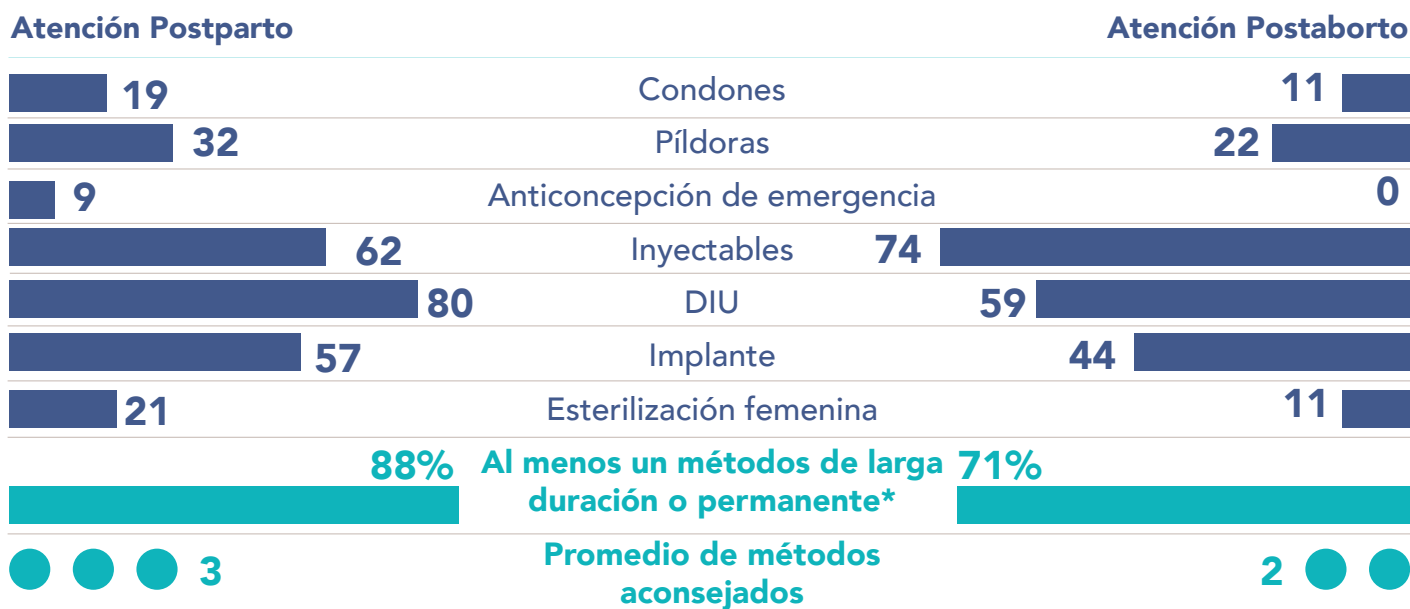 Atención Postparto Atención Postaborto
19 Condones 11
32 Píldoras 22
9 Anticoncepción de emergencia 0
62 Inyectables 74
80 DIU 59
57 Implante 44
21 Esterilización femenina 11
88% Al menos un métodos de larga 71%
duración o permanente*
3 Promedio de métodos 2
aconsejados